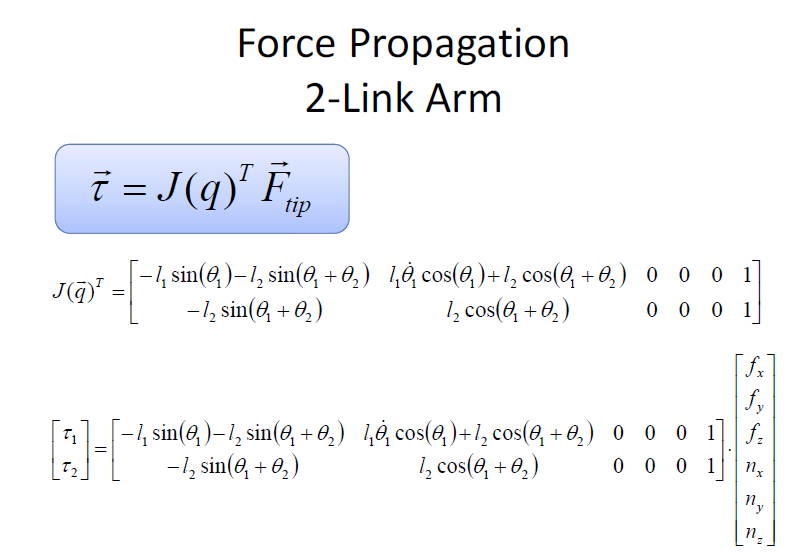 Force Propagation
2-Link Arm
$\vec{\tau} = J(q)^T \vec{F}_{tip}$
$J(\vec{q})^T = \begin{bmatrix} -l_1 \sin(\theta_1) - l_2 \sin(\theta_1 + \theta_2) & l_1 \dot{\theta}_1 \cos(\theta_1) + l_2 \cos(\theta_1 + \theta_2) & 0 & 0 & 0 & 1 \\ -l_2 \sin(\theta_1 + \theta_2) & l_2 \cos(\theta_1 + \theta_2) & 0 & 0 & 0 & 1 \end{bmatrix}$
$\begin{bmatrix} \tau_1 \\ \tau_2 \end{bmatrix} = \begin{bmatrix} -l_1 \sin(\theta_1) - l_2 \sin(\theta_1 + \theta_2) & l_1 \dot{\theta}_1 \cos(\theta_1) + l_2 \cos(\theta_1 + \theta_2) & 0 & 0 & 0 & 1 \\ -l_2 \sin(\theta_1 + \theta_2) & l_2 \cos(\theta_1 + \theta_2) & 0 & 0 & 0 & 1 \end{bmatrix} \cdot \begin{bmatrix} f_x \\ f_y \\ f_z \\ n_x \\ n_y \\ n_z \end{bmatrix}$